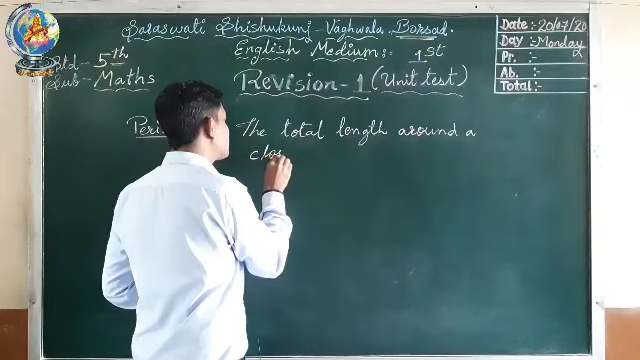 Saraswati Shishukunj - Vaghwala, Borsad.
English Medium : 1st
Std - 5th
Sub - Maths
Revision - 1 (Unit test)
Date :- 20/07/20
Day :- Monday
Pr. :-
Ab. :-
Total :-
Peri
The total length around a
clos